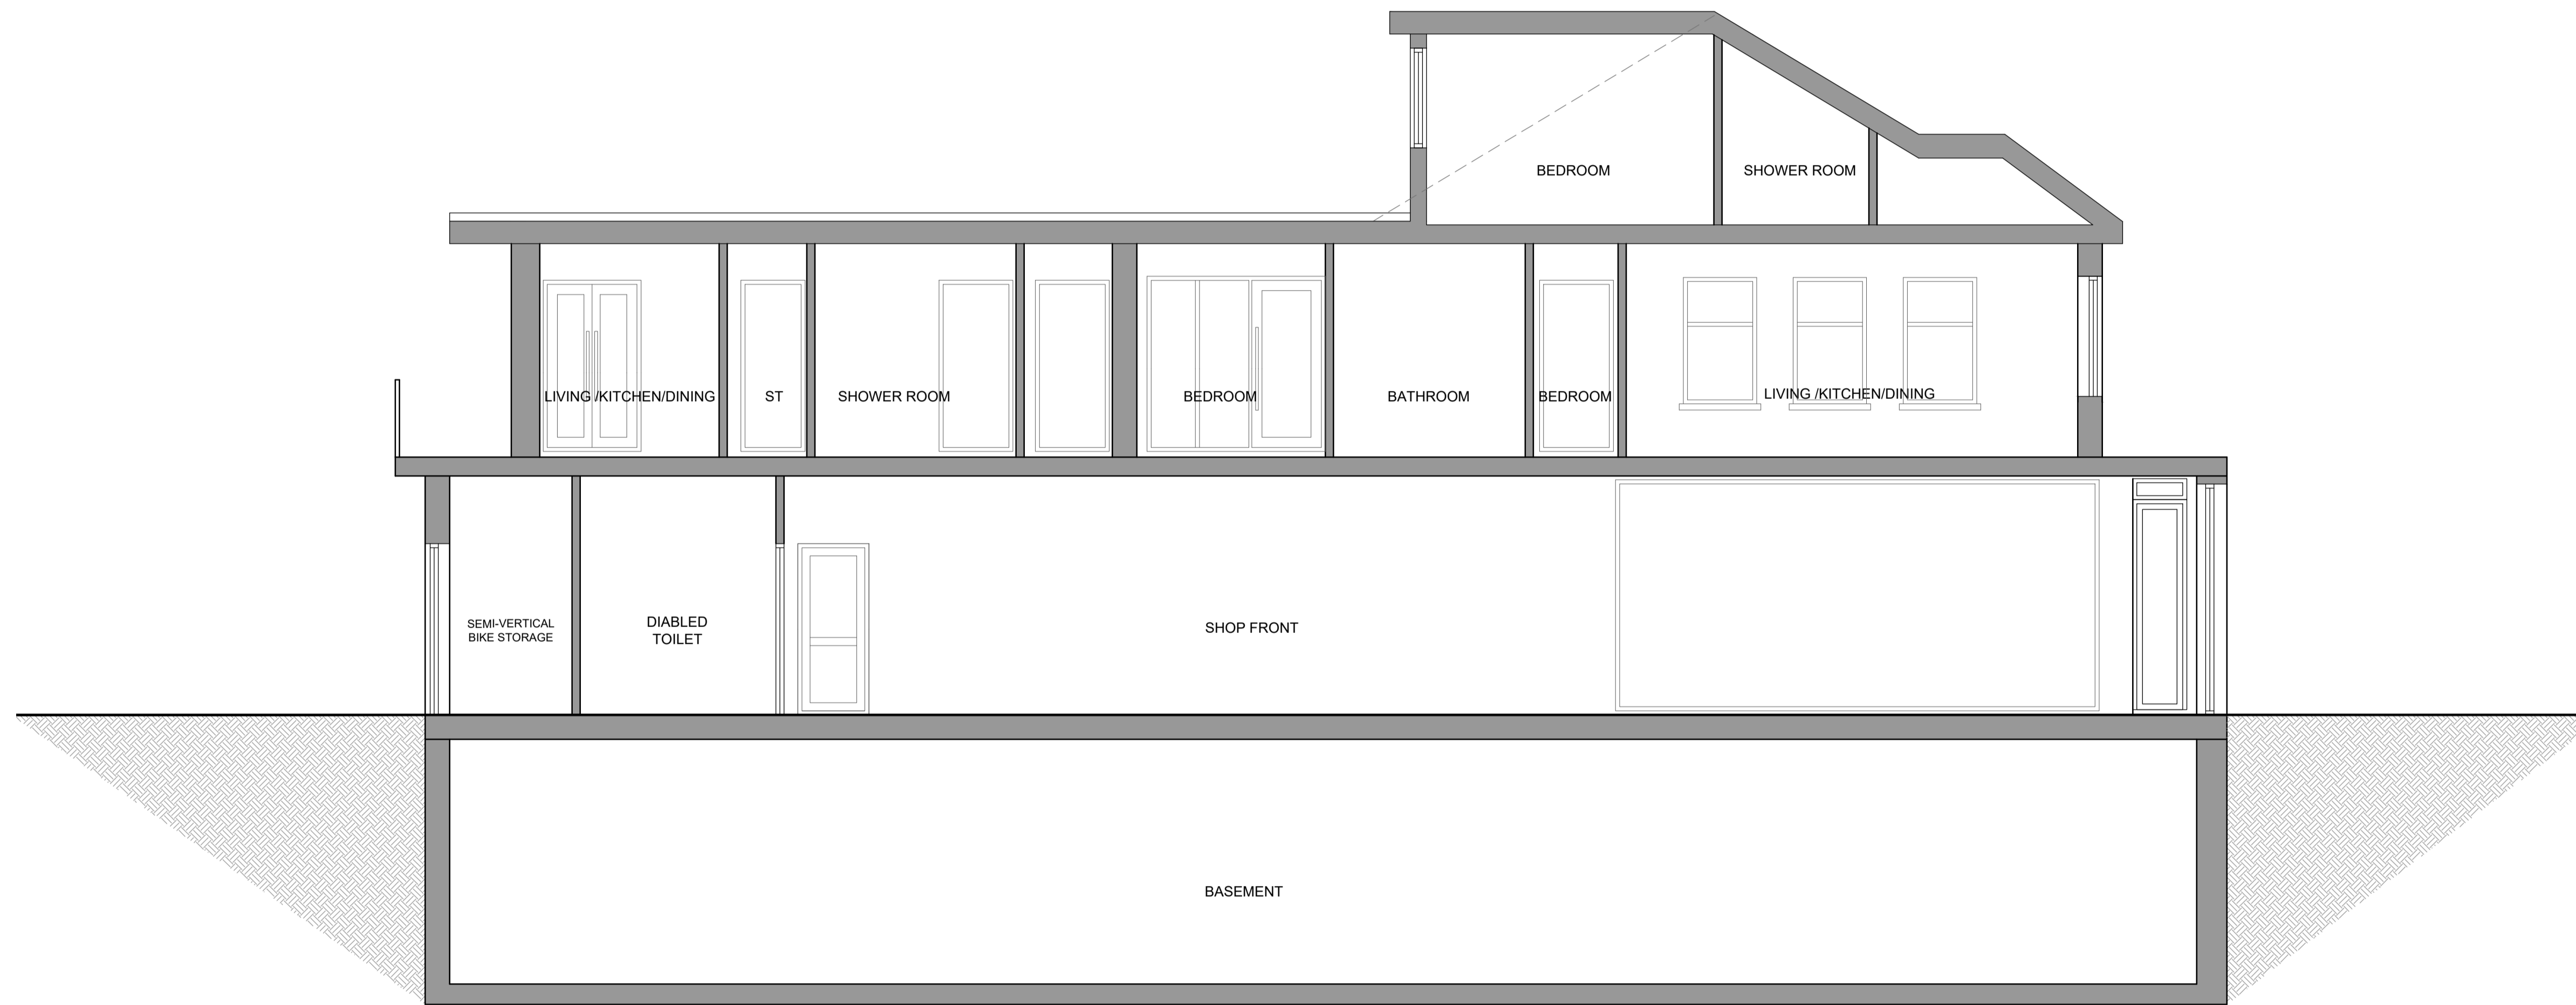 BEDROOM
SHOWER ROOM
LIVING /KITCHEN/DINING
ST
SHOWER ROOM
BEDROOM
BATHROOM
BEDROOM
LIVING /KITCHEN/DINING
SEMI-VERTICAL
BIKE STORAGE
DIABLED
TOILET
SHOP FRONT
BASEMENT